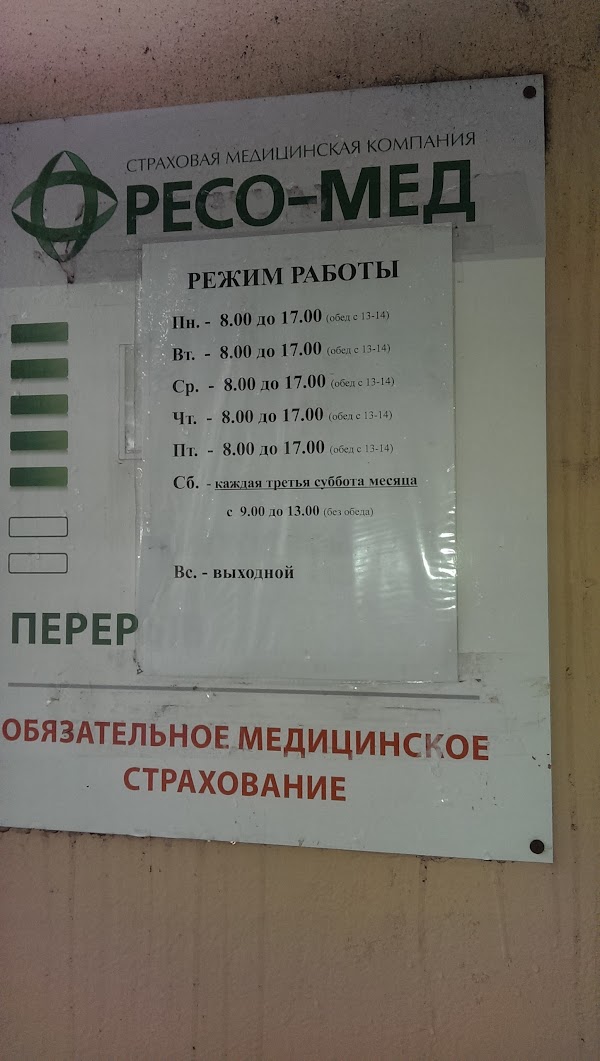 СТРАХОВАЯ МЕДИЦИНСКАЯ КОМПАНИЯ
РЕСО-МЕД
РЕЖИМ РАБОТЫ
Пн. - 8.00 до 17.00 (обед с 13-14)
Вт. - 8.00 до 17.00 (обед с 13-14)
Ср. - 8.00 до 17.00 (обед с 13-14)
Чт. - 8.00 до 17.00 (обед с 13-14)
Пт. - 8.00 до 17.00 (обед с 13-14)
Сб. - каждая третья суббота месяца
с 9.00 до 13.00 (без обеда)
Вс. - выходной
ПЕРЕР
ОБЯЗАТЕЛЬНОЕ МЕДИЦИНСКОЕ
СТРАХОВАНИЕ